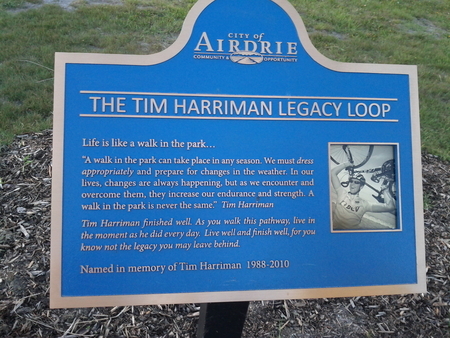 CITY of
AIRDRIE
COMMUNITY & OPPORTUNITY
THE TIM HARRIMAN LEGACY LOOP
Life is like a walk in the park...
"A walk in the park can take place in any season. We must dress
appropriately and prepare for changes in the weather. In our
lives, changes are always happening, but as we encounter and
overcome them, they increase our endurance and strength. A
walk in the park is never the same." Tim Harriman
Tim Harriman finished well. As you walk this pathway, live in
the moment as he did every day. Live well and finish well, for you
know not the legacy you may leave behind.
Named in memory of Tim Harriman 1988-2010